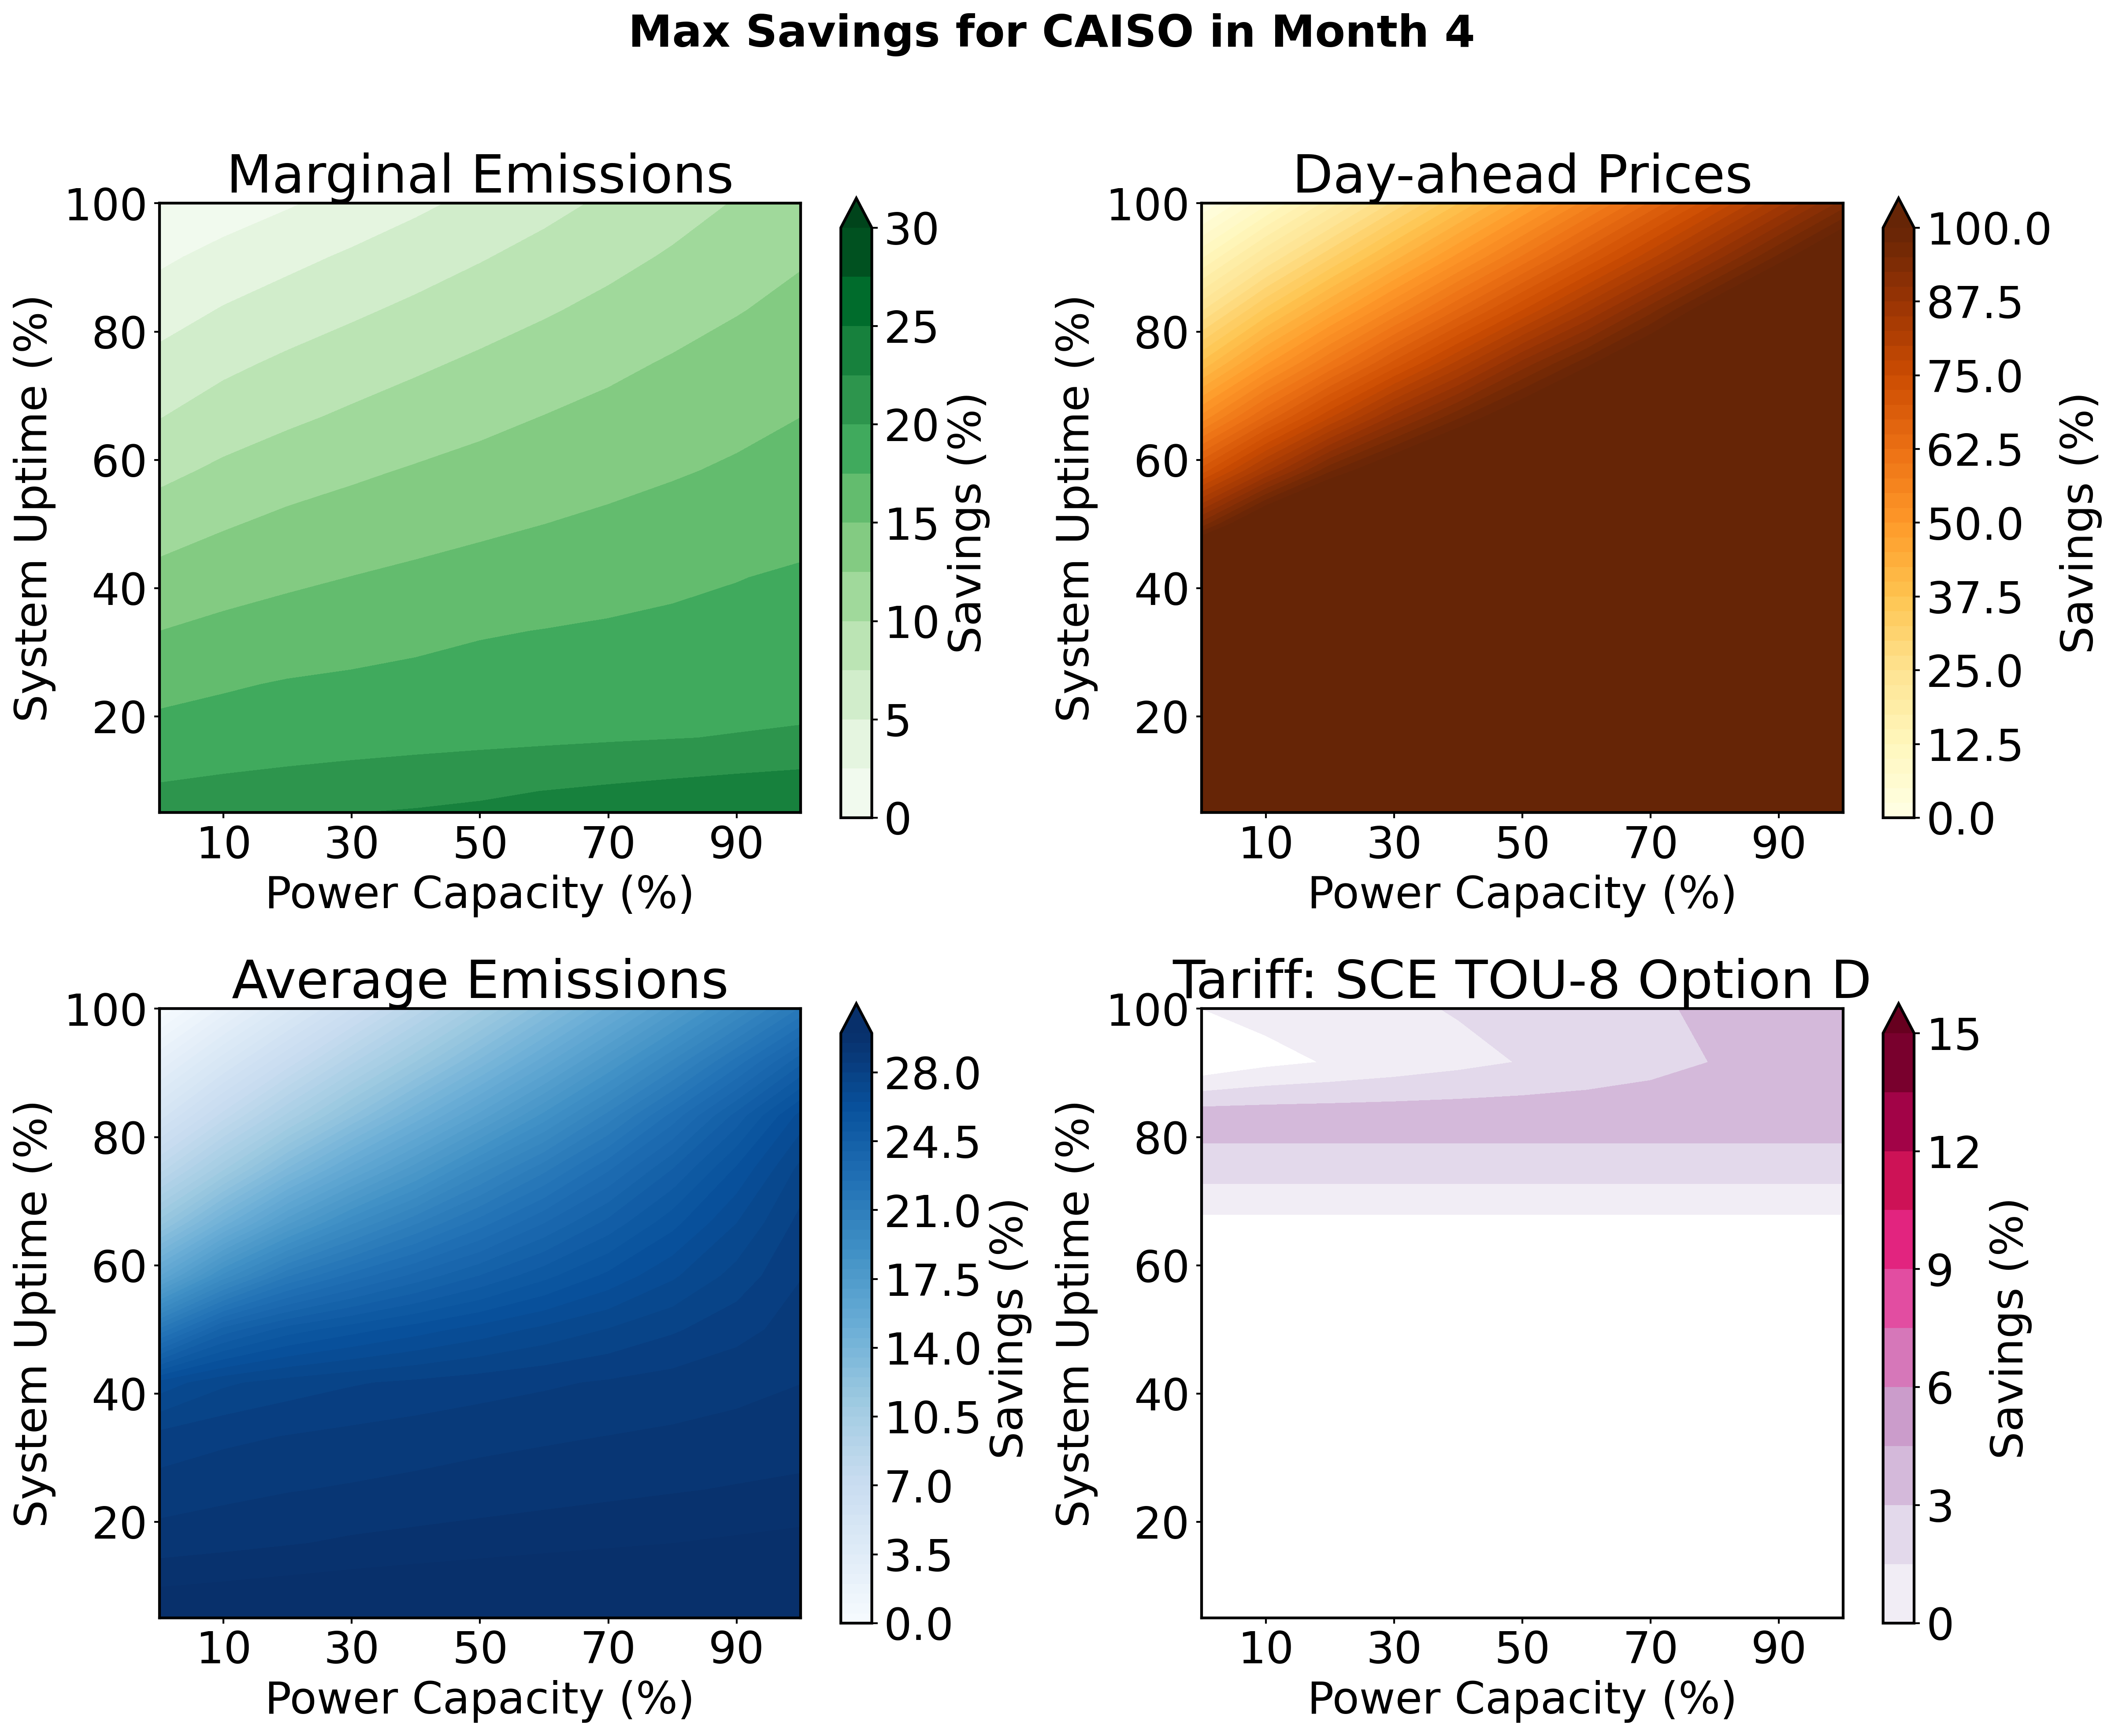 Max Savings for CAISO in Month 4
Marginal Emissions
100
80
60
40
20
System Uptime (%)
10 30 50 70 90
Power Capacity (%)
30
25
20
15
10
5
0
Savings (%)
Day-ahead Prices
100
80
60
40
20
System Uptime (%)
10 30 50 70 90
Power Capacity (%)
100.0
87.5
75.0
62.5
50.0
37.5
25.0
12.5
0.0
Savings (%)
Average Emissions
100
80
60
40
20
System Uptime (%)
10 30 50 70 90
Power Capacity (%)
28.0
24.5
21.0
17.5
14.0
10.5
7.0
3.5
0.0
Savings (%)
Tariff: SCE TOU-8 Option D
100
80
60
40
20
System Uptime (%)
10 30 50 70 90
Power Capacity (%)
15
12
9
6
3
0
Savings (%)